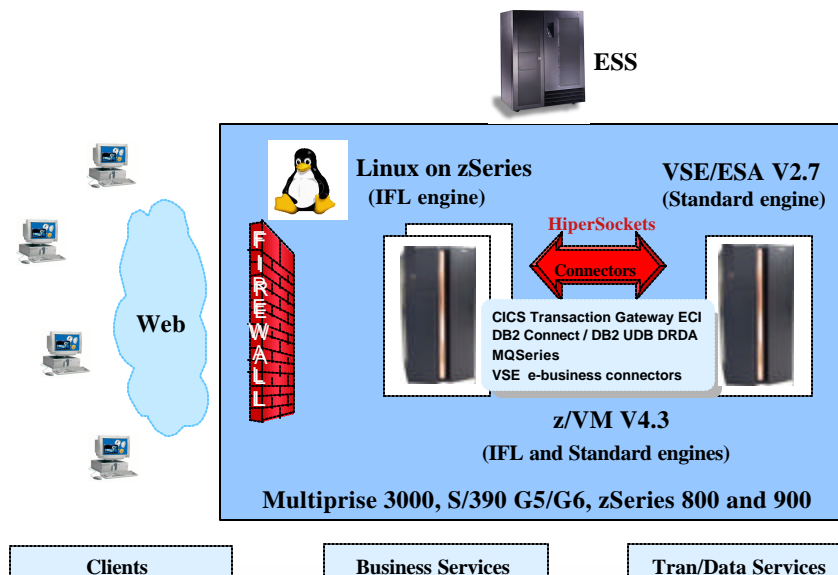 ESS
Linux on zSeries
(IFL engine)
VSE/ESA V2.7
(Standard engine)
HiperSockets
Connectors
FIREWALL
Web
CICS Transaction Gateway ECI
DB2 Connect / DB2 UDB DRDA
MQSeries
VSE e-business connectors
z/VM V4.3
(IFL and Standard engines)
Multiprise 3000, S/390 G5/G6, zSeries 800 and 900
Clients
Business Services
Tran/Data Services